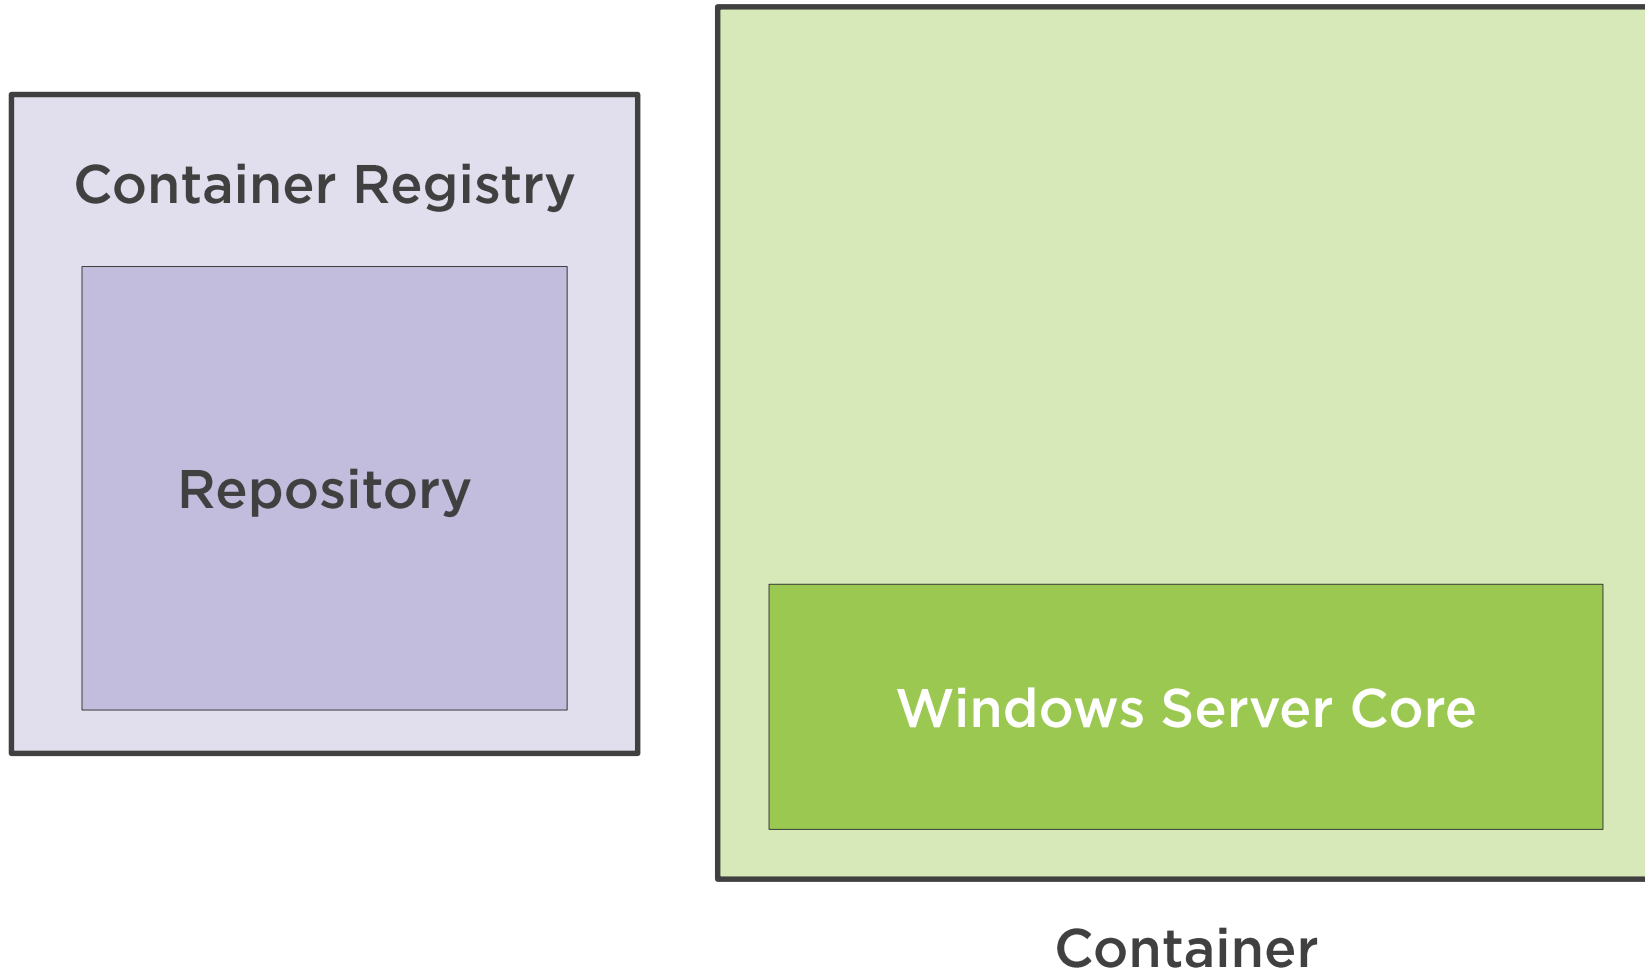 Container Registry
Repository
Windows Server Core
Container